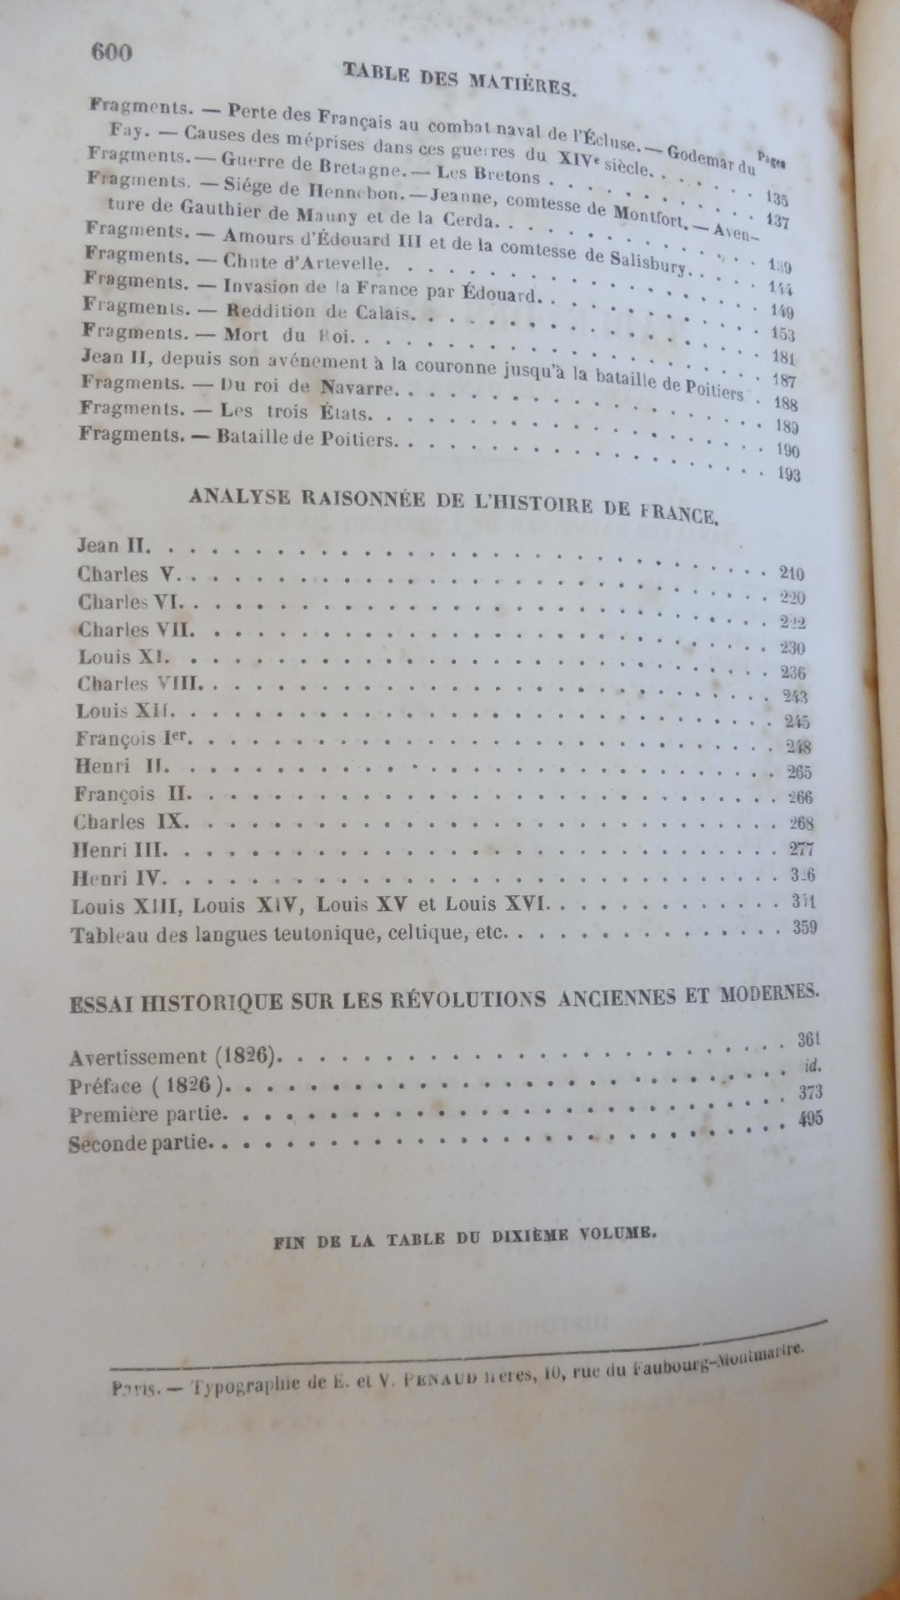 600
TABLE DES MATIÈRES.
Pages
Fragments. — Perte des Français au combat naval de l'Écluse. — Godemar du
Fay. — Causes des méprises dans ces guerres du XIVe siècle. . . . . . . 135
Fragments. — Guerre de Bretagne. — Les Bretons . . . . . . . . . . . 137
Fragments. — Siége de Hennebon. — Jeanne, comtesse de Montfort. — Aven-
ture de Gauthier de Mauny et de la Cerda. . . . . . . . . . . . . 139
Fragments. — Amours d'Édouard III et de la comtesse de Salisbury. . . . . 144
Fragments. — Chute d'Artevelle. . . . . . . . . . . . . . . . 149
Fragments. — Invasion de la France par Édouard. . . . . . . . . . . 153
Fragments. — Reddition de Calais. . . . . . . . . . . . . . . 181
Fragments. — Mort du Roi. . . . . . . . . . . . . . . . . 187
Jean II, depuis son avénement à la couronne jusqu'à la bataille de Poitiers . 188
Fragments. — Du roi de Navarre. . . . . . . . . . . . . . . . 189
Fragments. — Les trois États. . . . . . . . . . . . . . . . . 190
Fragments. — Bataille de Poitiers. . . . . . . . . . . . . . . . 193
ANALYSE RAISONNÉE DE L'HISTOIRE DE FRANCE.
Jean II. . . . . . . . . . . . . . . . . . . . . . . 210
Charles V. . . . . . . . . . . . . . . . . . . . . . 220
Charles VI. . . . . . . . . . . . . . . . . . . . . . 222
Charles VII. . . . . . . . . . . . . . . . . . . . . . 230
Louis XI. . . . . . . . . . . . . . . . . . . . . . . 236
Charles VIII. . . . . . . . . . . . . . . . . . . . . . 243
Louis XII. . . . . . . . . . . . . . . . . . . . . . . 245
François Ier. . . . . . . . . . . . . . . . . . . . . . 248
Henri II. . . . . . . . . . . . . . . . . . . . . . . 265
François II. . . . . . . . . . . . . . . . . . . . . . 266
Charles IX. . . . . . . . . . . . . . . . . . . . . . 268
Henri III. . . . . . . . . . . . . . . . . . . . . . . 277
Henri IV. . . . . . . . . . . . . . . . . . . . . . .
Louis XIII, Louis XIV, Louis XV et Louis XVI. . . . . . . . . . .
Tableau des langues teutonique, celtique, etc. . . . . . . . . . . . 359
ESSAI HISTORIQUE SUR LES RÉVOLUTIONS ANCIENNES ET MODERNES.
Avertissement (1826). . . . . . . . . . . . . . . . . . . 361
Préface (1826). . . . . . . . . . . . . . . . . . . . . id.
Première partie. . . . . . . . . . . . . . . . . . . . . 373
Seconde partie. . . . . . . . . . . . . . . . . . . . . 495
FIN DE LA TABLE DU DIXIÈME VOLUME.
Paris. — Typographie de E. et V. PENAUD frères, 10, rue du Faubourg-Montmartre.